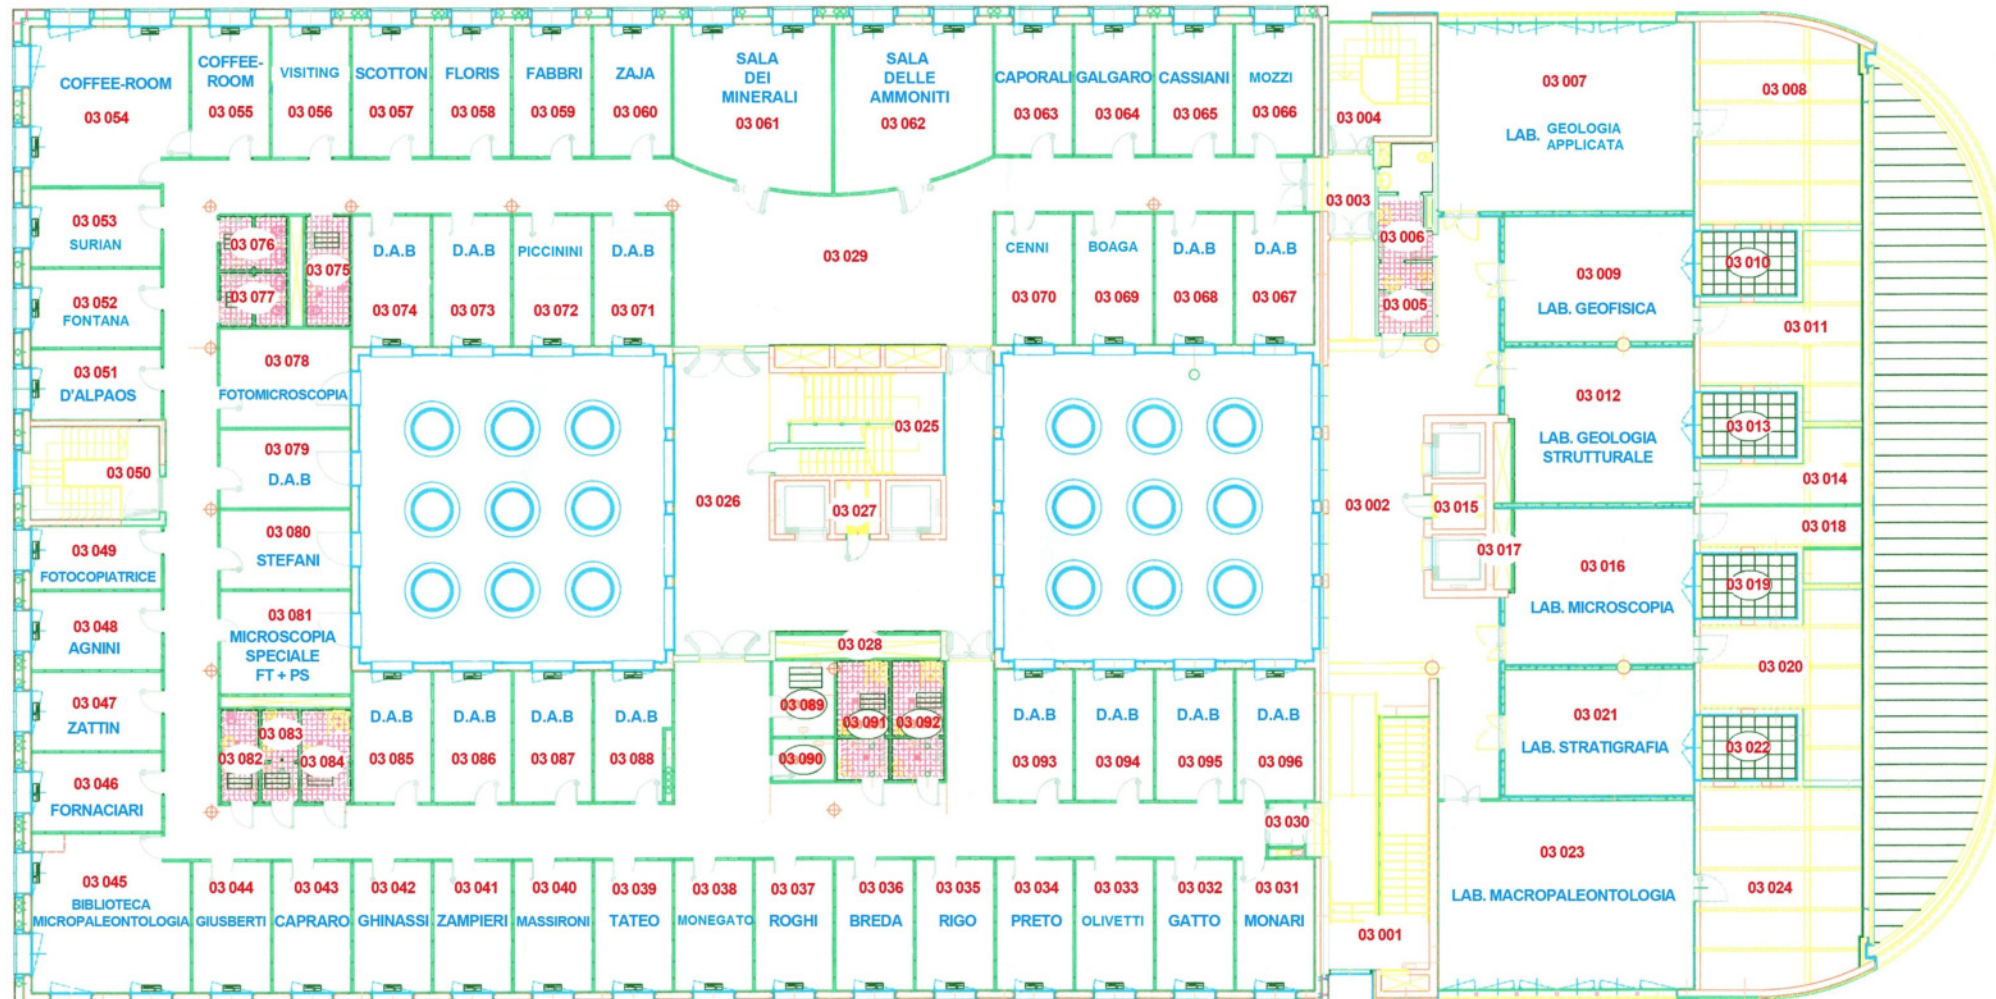 COFFEE-ROOM
03 054
COFFEE-
ROOM
03 055
VISITING
03 056
SCOTTON
03 057
FLORIS
03 058
FABBRI
03 059
ZAJA
03 060
SALA
DEI
MINERALI
03 061
SALA
DELLE
AMMONITI
03 062
CAPORALI
03 063
GALGARO
03 064
CASSIANI
03 065
MOZZI
03 066
03 004
03 007
LAB. GEOLOGIA
APPLICATA
03 008
03 053
SURIAN
03 052
FONTANA
03 051
D'ALPAOS
03 050
03 049
FOTOCOPIATRICE
03 048
AGNINI
03 047
ZATTIN
03 046
FORNACIARI
03 076
03 077
03 075
D.A.B
03 074
D.A.B
03 073
PICCININI
03 072
D.A.B
03 071
03 029
CENNI
03 070
BOAGA
03 069
D.A.B
03 068
D.A.B
03 067
03 003
03 006
03 005
03 009
LAB. GEOFISICA
03 010
03 011
03 078
FOTOMICROSCOPIA
03 079
D.A.B
03 080
STEFANI
03 081
MICROSCOPIA
SPECIALE
FT + PS
03 025
03 026
03 027
03 028
03 002
03 015
03 017
03 012
LAB. GEOLOGIA
STRUTTURALE
03 013
03 014
03 018
03 016
LAB. MICROSCOPIA
03 019
03 020
03 021
LAB. STRATIGRAFIA
03 022
03 082
03 083
03 084
D.A.B
03 085
D.A.B
03 086
D.A.B
03 087
D.A.B
03 088
03 089
03 090
03 091
03 092
D.A.B
03 093
D.A.B
03 094
D.A.B
03 095
D.A.B
03 096
03 030
03 045
BIBLIOTECA
MICROPALEONTOLOGIA
03 044
GIUSBERTI
03 043
CAPRARO
03 042
GHINASSI
03 041
ZAMPIERI
03 040
MASSIRONI
03 039
TATEO
03 038
MONEGATO
03 037
ROGHI
03 036
BREDA
03 035
RIGO
03 034
PRETO
03 033
OLIVETTI
03 032
GATTO
03 031
MONARI
03 001
03 023
LAB. MACROPALEONTOLOGIA
03 024